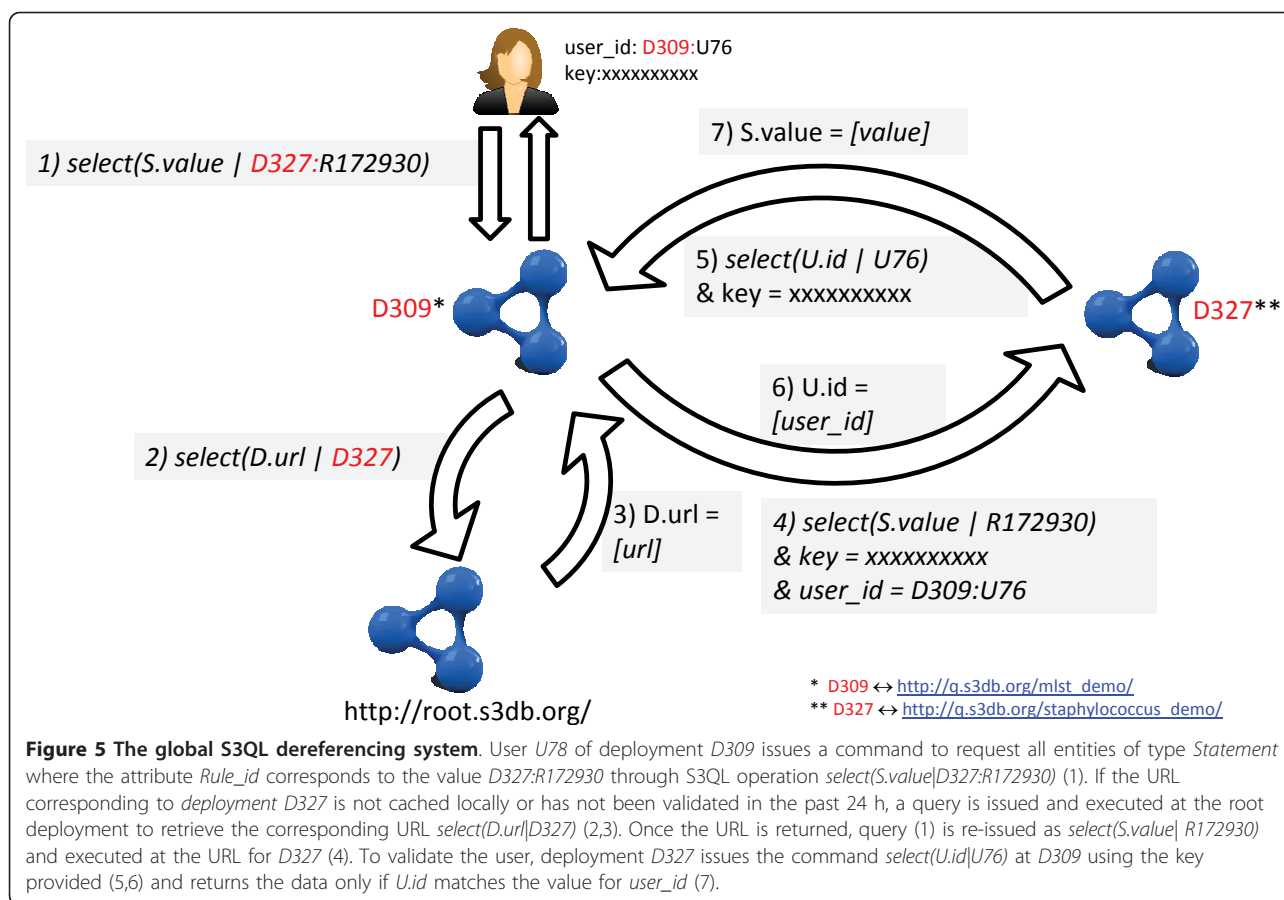 user_id: D309:U76
key:xxxxxxxxxx
1) select(S.value | D327:R172930)
7) S.value = [value]
5) select(U.id | U76)
& key = xxxxxxxxxx
D309*
D327**
6) U.id =
[user_id]
2) select(D.url | D327)
3) D.url =
[url]
4) select(S.value | R172930)
& key = xxxxxxxxxx
& user_id = D309:U76
http://root.s3db.org/
* D309 ↔ http://q.s3db.org/mlst_demo/
** D327 ↔ http://q.s3db.org/staphylococcus_demo/
Figure 5 The global S3QL dereferencing system. User U78 of deployment D309 issues a command to request all entities of type Statement
where the attribute Rule_id corresponds to the value D327:R172930 through S3QL operation select(S.value|D327:R172930) (1). If the URL
corresponding to deployment D327 is not cached locally or has not been validated in the past 24 h, a query is issued and executed at the root
deployment to retrieve the corresponding URL select(D.url|D327) (2,3). Once the URL is returned, query (1) is re-issued as select(S.value| R172930)
and executed at the URL for D327 (4). To validate the user, deployment D327 issues the command select(U.id|U76) at D309 using the key
provided (5,6) and returns the data only if U.id matches the value for user_id (7).